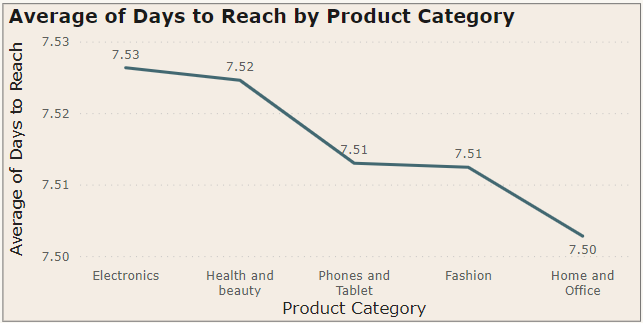 Average of Days to Reach by Product Category
Average of Days to Reach
7.53
7.52
7.51
7.50
7.53
7.52
7.51
7.51
7.50
Electronics
Health and
beauty
Phones and
Tablet
Fashion
Home and
Office
Product Category